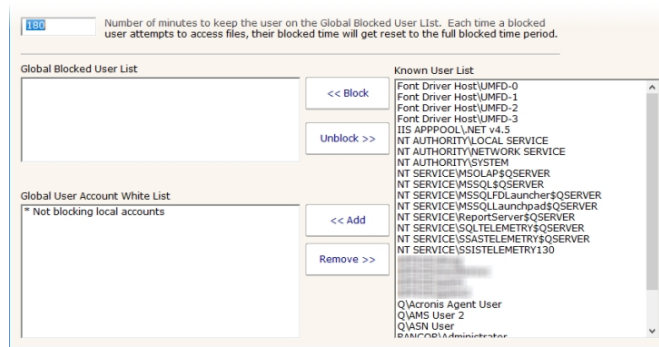 180
Number of minutes to keep the user on the Global Blocked User LIst. Each time a blocked
user attempts to access files, their blocked time will get reset to the full blocked time period.
Global Blocked User List
<< Block
Unblock >>
Global User Account White List
* Not blocking local accounts
<< Add
Remove >>
Known User List
Font Driver Host\UMFD-0
Font Driver Host\UMFD-1
Font Driver Host\UMFD-2
Font Driver Host\UMFD-3
IIS APPPOOL\.NET v4.5
NT AUTHORITY\LOCAL SERVICE
NT AUTHORITY\NETWORK SERVICE
NT AUTHORITY\SYSTEM
NT SERVICE\MSOLAP$QSERVER
NT SERVICE\MSSQL$QSERVER
NT SERVICE\MSSQLFDLauncher$QSERVER
NT SERVICE\MSSQLLaunchpad$QSERVER
NT SERVICE\ReportServer$QSERVER
NT SERVICE\SQLTELEMETRY$QSERVER
NT SERVICE\SSASTELEMETRY$QSERVER
NT SERVICE\SSISTELEMETRY130
Q\Acronis Agent User
Q\AMS User 2
Q\ASN User
RANCOR\Administrator